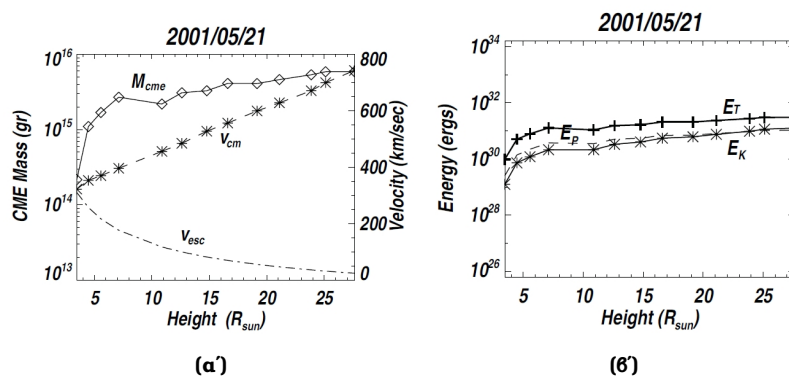 2001/05/21
CME Mass (gr)
10^16
10^15
10^14
10^13
M_cme
v_cm
v_esc
800
600
400
200
0
Velocity (km/sec)
5 10 15 20 25
Height (R_sun)
(α′)
2001/05/21
Energy (ergs)
10^34
10^32
10^30
10^28
10^26
E_T
E_P
E_K
5 10 15 20 25
Height (R_sun)
(β′)